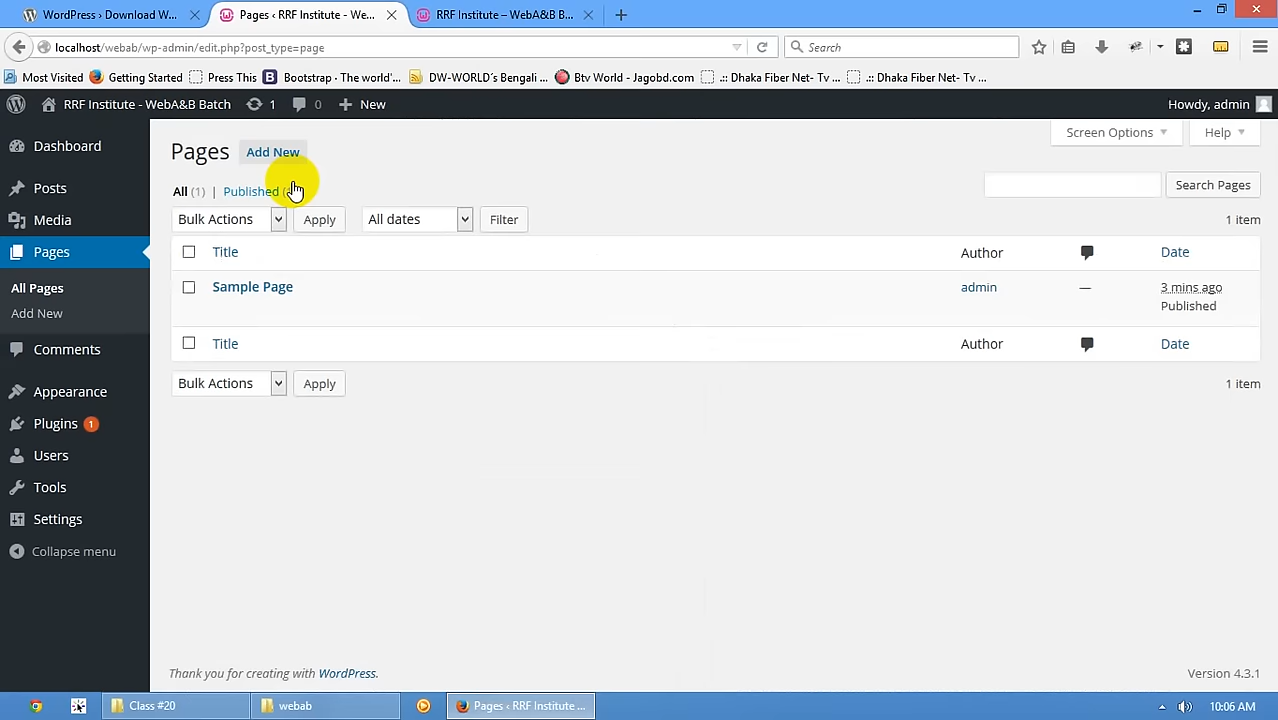 WordPress › Download W...
Pages ‹ RRF Institute - We...
RRF Institute – WebA&B B...
localhost/webab/wp-admin/edit.php?post_type=page
Search
Most Visited
Getting Started
Press This
Bootstrap · The world'...
DW-WORLD's Bengali ...
Btv World - Jagobd.com
.:: Dhaka Fiber Net- Tv ...
.:: Dhaka Fiber Net- Tv ...
RRF Institute - WebA&B Batch
1
0
New
Howdy, admin
Dashboard
Posts
Media
Pages
All Pages
Add New
Comments
Appearance
Plugins 1
Users
Tools
Settings
Collapse menu
Screen Options
Help
Pages Add New
All (1) | Published
Search Pages
Bulk Actions Apply All dates Filter 1 item
Title Author Date
Sample Page admin — 3 mins ago
Published
Title Author Date
Bulk Actions Apply 1 item
Thank you for creating with WordPress.
Version 4.3.1
Class #20
webab
Pages ‹ RRF Institute ...
10:06 AM